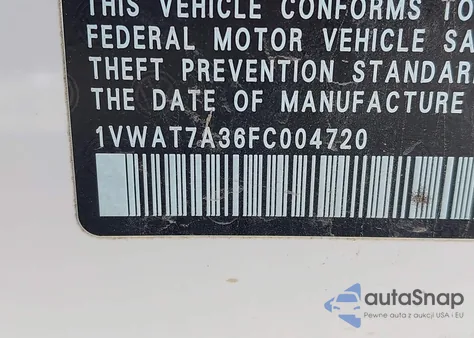 THIS VEHICLE CONFORMS TO
FEDERAL MOTOR VEHICLE SA
THEFT PREVENTION STANDAR
THE DATE OF MANUFACTURE
1VWAT7A36FC004720
autoSnap
Pewne auta z aukcji USA i EU